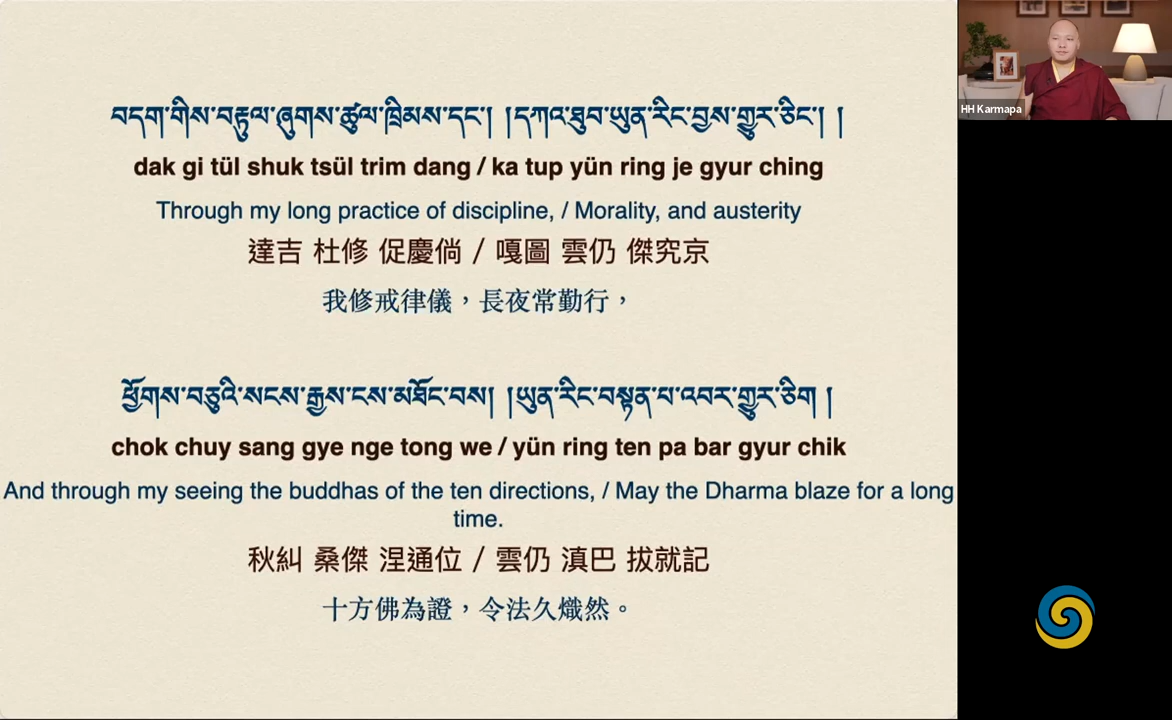 བདག་གིས་བརྟུལ་ཞུགས་ཚུལ་ཁྲིམས་དང་། །དཀའ་ཐུབ་ཡུན་རིང་བྱས་གྱུར་ཅིང་། །
dak gi tül shuk tsül trim dang / ka tup yün ring je gyur ching
Through my long practice of discipline, / Morality, and austerity
達吉 杜修 促慶倘 / 嘎圖 雲仍 傑究京
我修戒律儀，長夜常勤行，
ཕྱོགས་བཅུའི་སངས་རྒྱས་ངས་མཐོང་བས། །ཡུན་རིང་བསྟན་པ་འབར་གྱུར་ཅིག །
chok chuy sang gye nge tong we / yün ring ten pa bar gyur chik
And through my seeing the buddhas of the ten directions, / May the Dharma blaze for a long
time.
秋糾 桑傑 涅通位 / 雲仍 滇巴 拔就記
十方佛為證，令法久熾然。
HH Karmapa